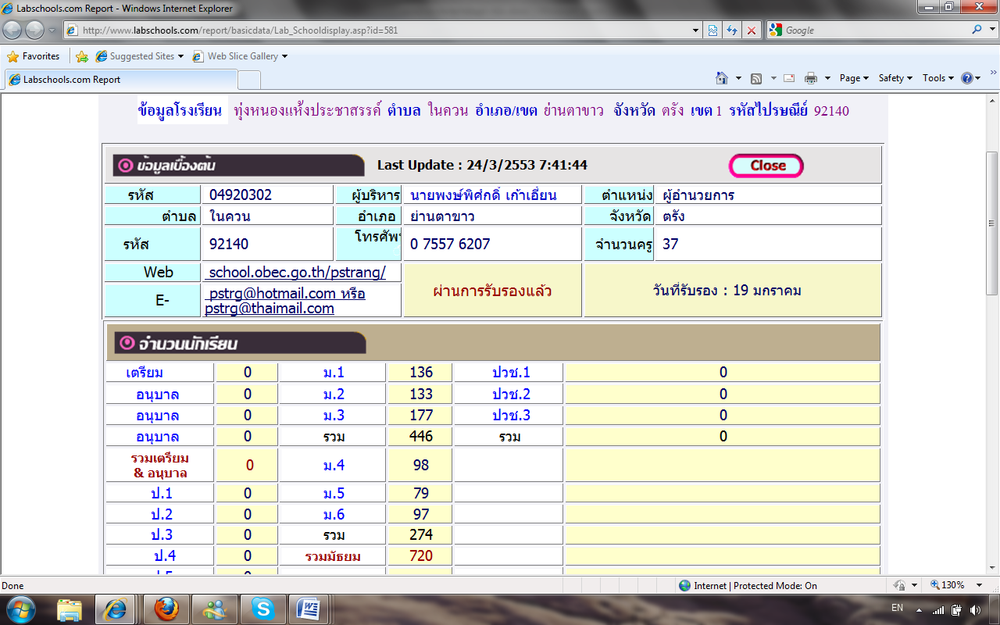 Labschools.com Report - Windows Internet Explorer
http://www.labschools.com/report/basicdata/Lab_Schooldisplay.asp?id=581
Google
Favorites Suggested Sites Web Slice Gallery
Labschools.com Report
Page Safety Tools
ข้อมูลโรงเรียน ทุ่งหนองแห้งประชาสรรค์ ตำบล ในควน อำเภอ/เขต ย่านตาขาว จังหวัด ตรัง เขต 1 รหัสไปรษณีย์ 92140
ข้อมูลเบื้องต้น Last Update : 24/3/2553 7:41:44 Close
รหัส 04920302 ผู้บริหาร นายพงษ์พิศักดิ์ เก้าเอี้ยน ตำแหน่ง ผู้อำนวยการ
ตำบล ในควน อำเภอ ย่านตาขาว จังหวัด ตรัง
รหัส 92140 โทรศัพ 0 7557 6207 จำนวนครู 37
Web school.obec.go.th/pstrang/
ผ่านการรับรองแล้ว วันที่รับรอง : 19 มกราคม
E- pstrg@hotmail.com หรือ
pstrg@thaimail.com
จำนวนนักเรียน
เตรียม 0 ม.1 136 ปวช.1 0
อนุบาล 0 ม.2 133 ปวช.2 0
อนุบาล 0 ม.3 177 ปวช.3 0
อนุบาล 0 รวม 446 รวม 0
รวมเตรียม
& อนุบาล 0 ม.4 98
ป.1 0 ม.5 79
ป.2 0 ม.6 97
ป.3 0 รวม 274
ป.4 0 รวมมัธยม 720
Done Internet | Protected Mode: On 130%
EN